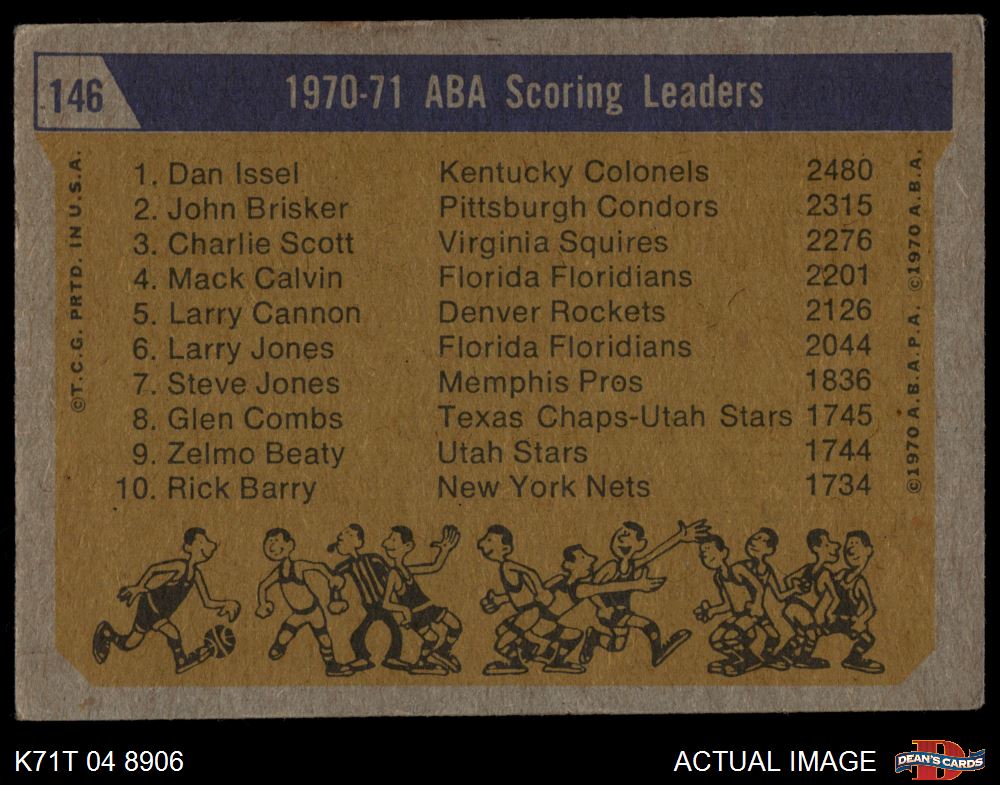 146
1970-71 ABA Scoring Leaders
1. Dan Issel Kentucky Colonels 2480
2. John Brisker Pittsburgh Condors 2315
3. Charlie Scott Virginia Squires 2276
4. Mack Calvin Florida Floridians 2201
5. Larry Cannon Denver Rockets 2126
6. Larry Jones Florida Floridians 2044
7. Steve Jones Memphis Pros 1836
8. Glen Combs Texas Chaps-Utah Stars 1745
9. Zelmo Beaty Utah Stars 1744
10. Rick Barry New York Nets 1734
©T.C.G. PRTD. IN U.S.A.
©1970 A.B.A.P.A. ©1970 A.B.A.
K71T 04 8906
ACTUAL IMAGE
D
DEAN'S CARDS